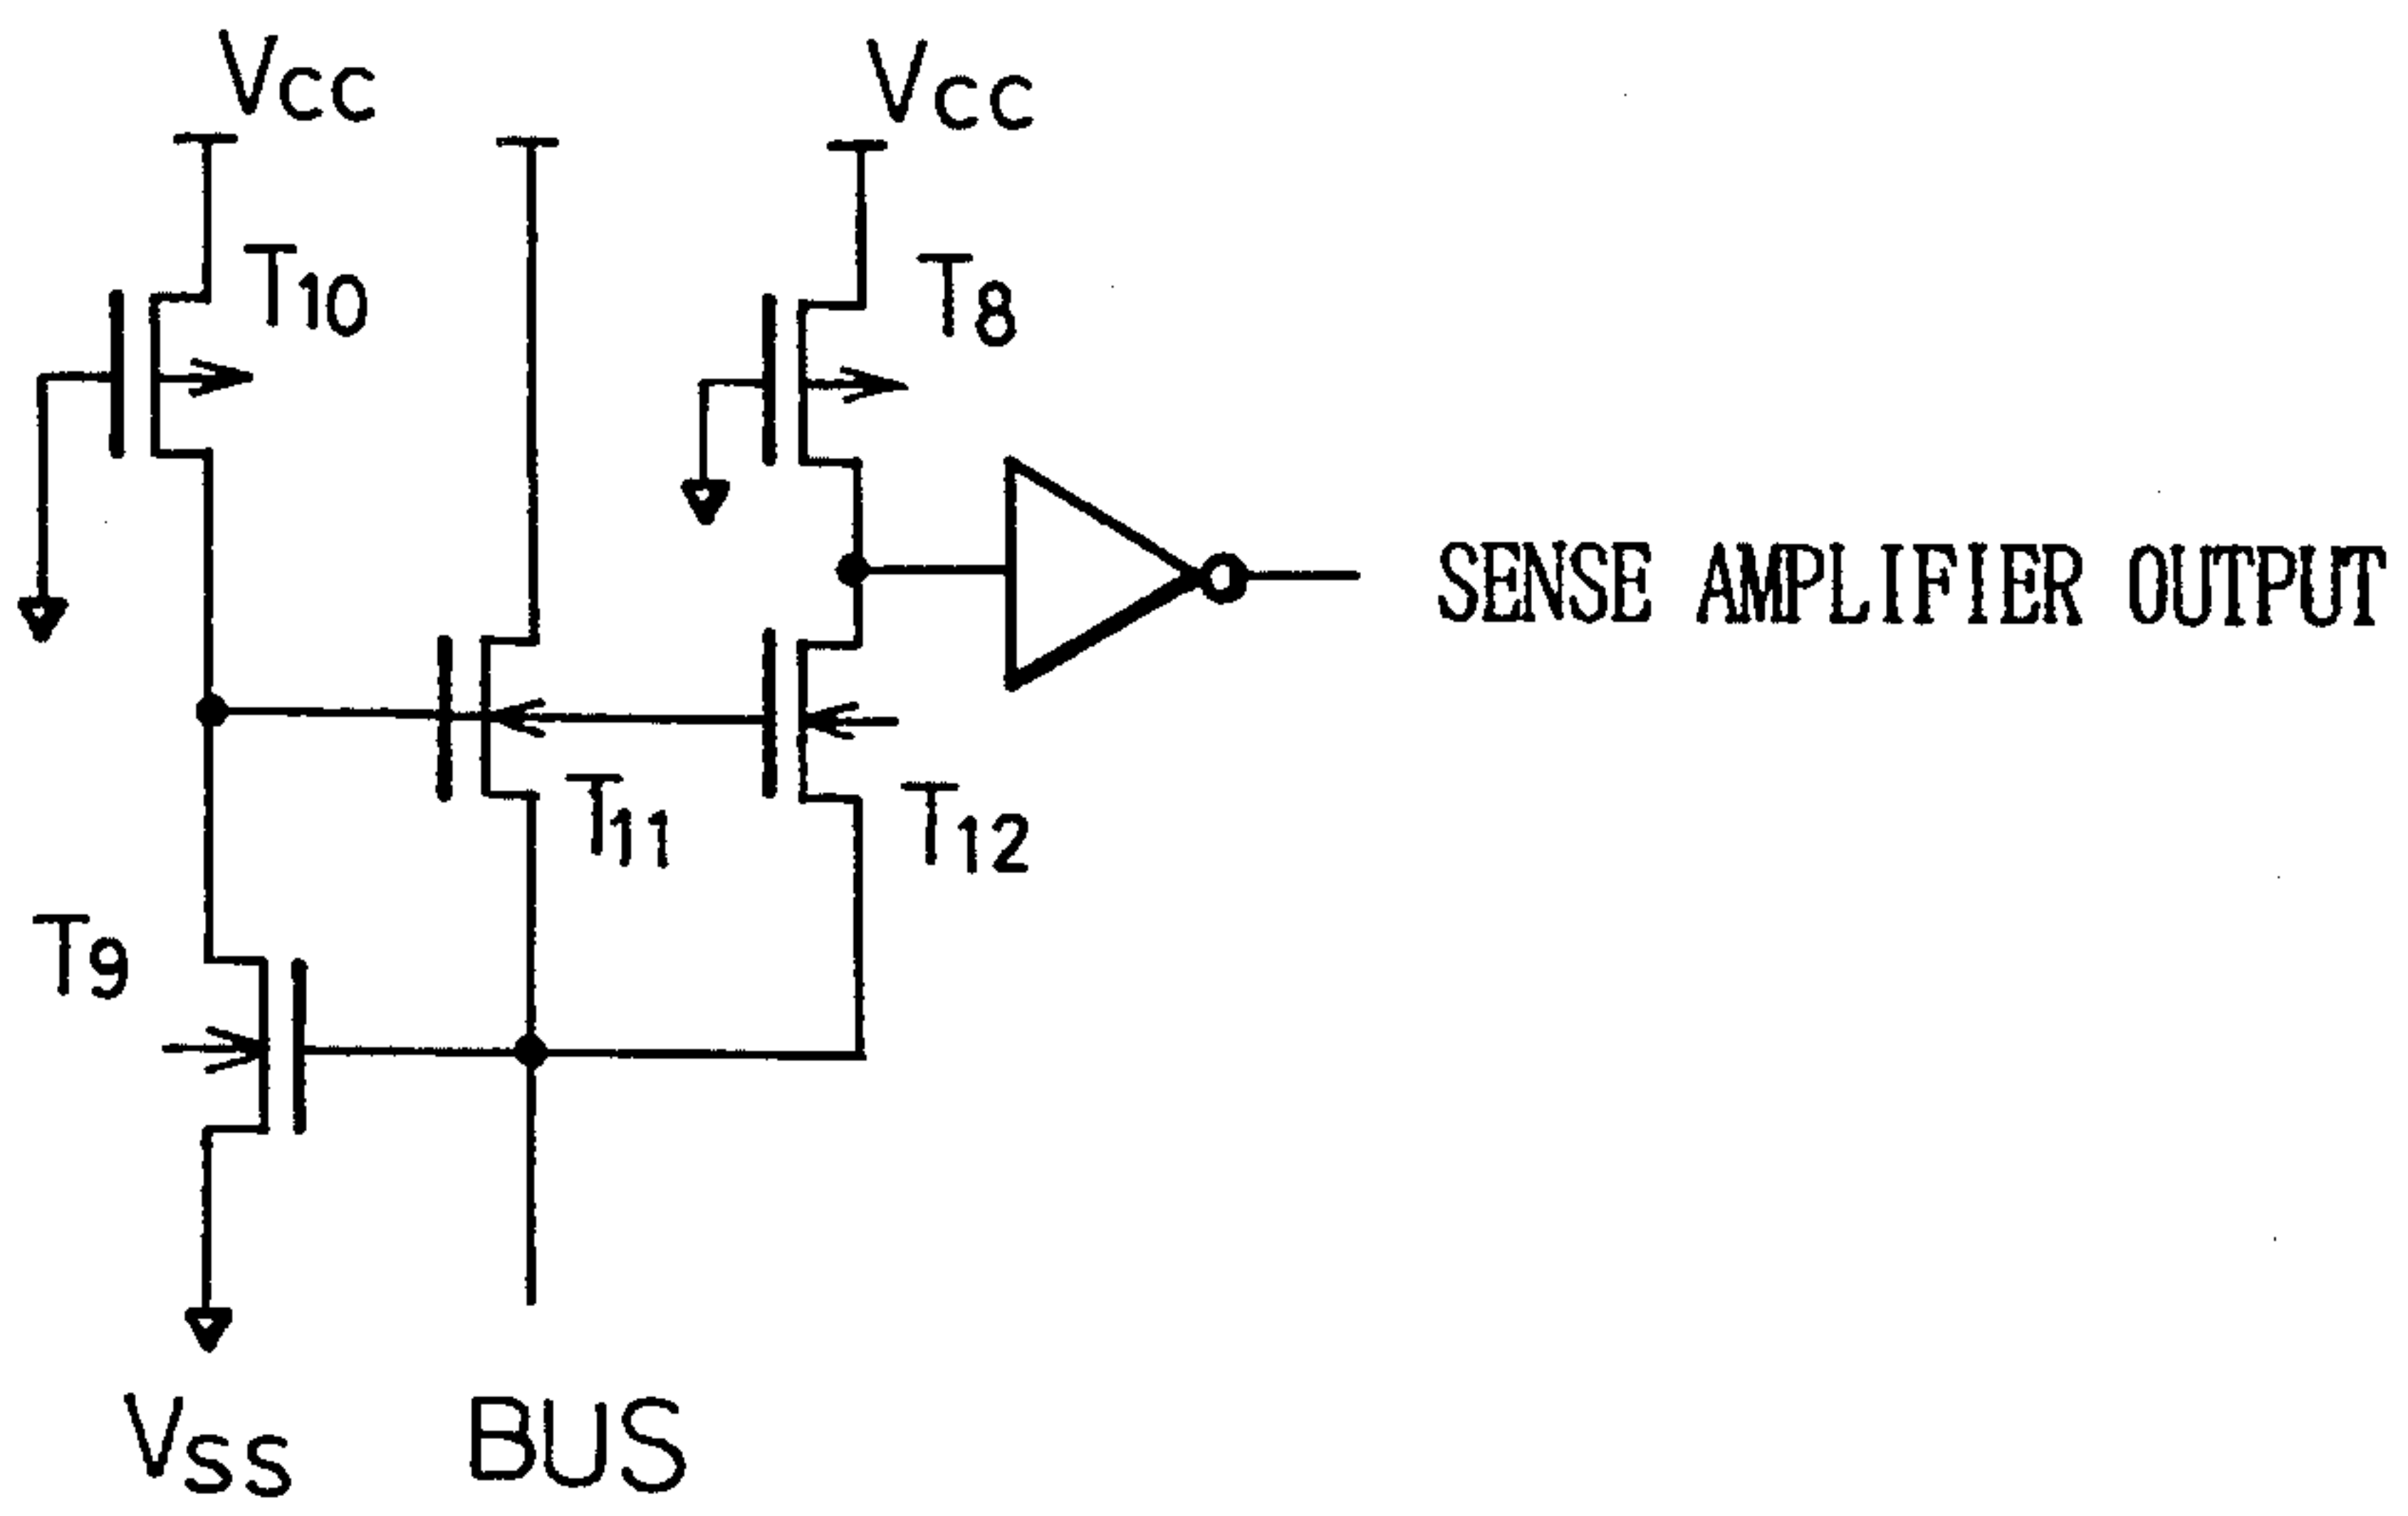 Vcc
Vcc
T10
T8
SENSE AMPLIFIER OUTPUT
T11
T12
T9
Vss
BUS